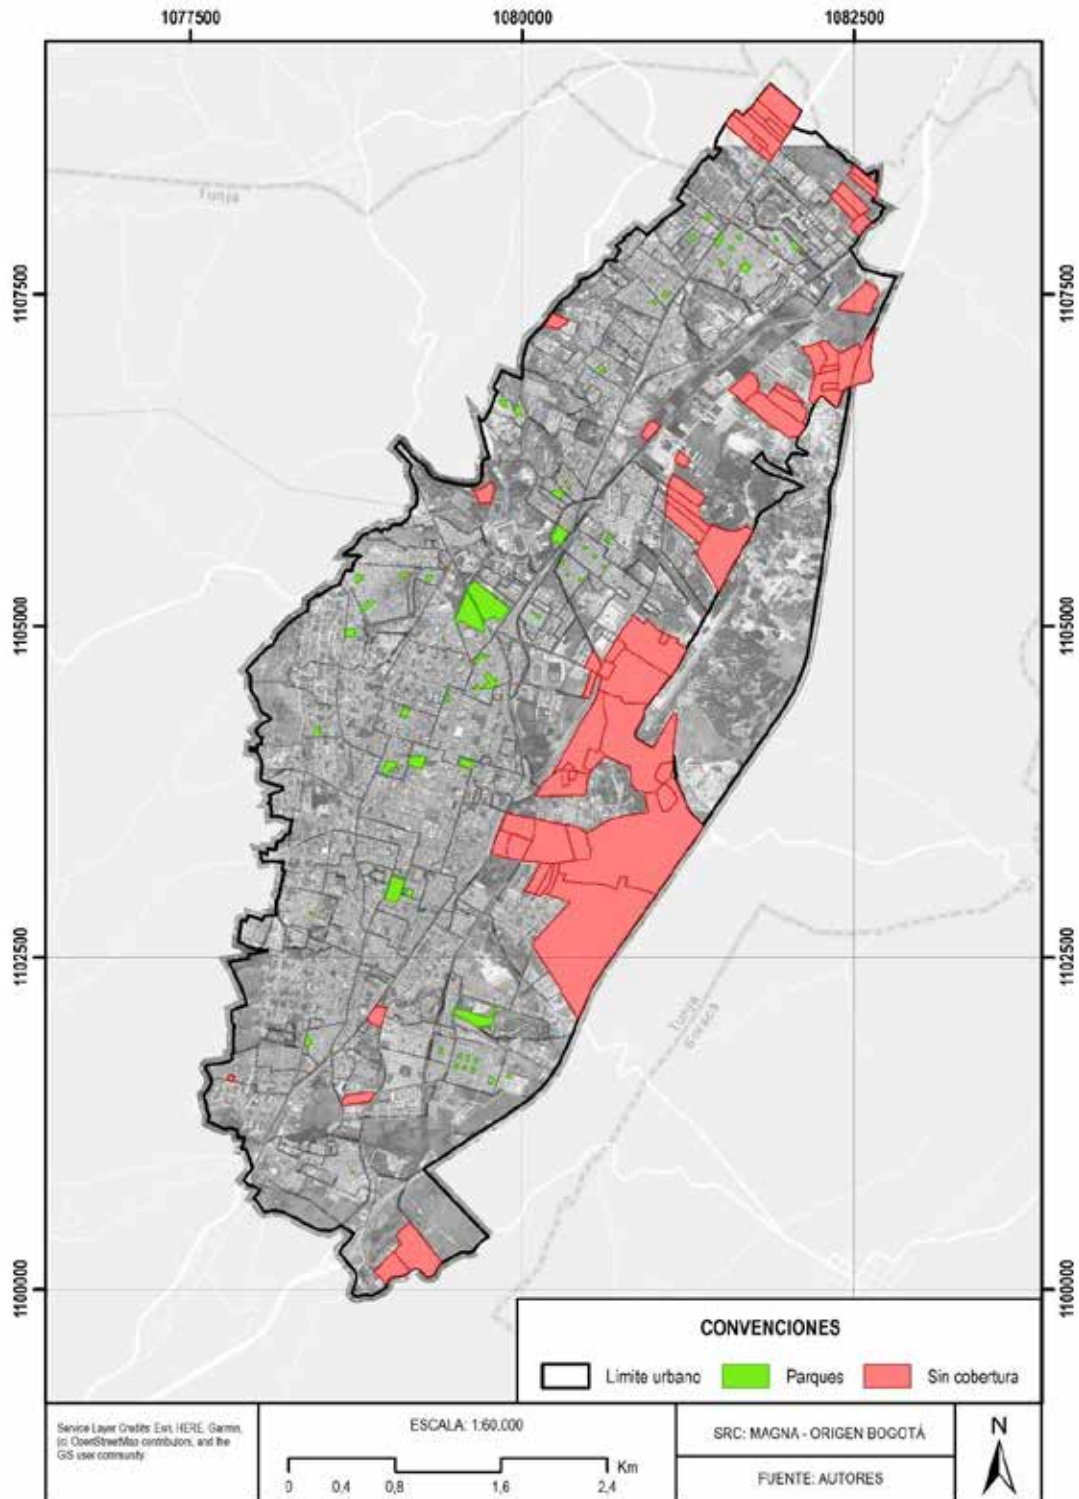 1077500 1080000 1082500
Tunja
1107500 1107500
1105000 1105000
1102500 1102500
Tunja
Boyacá
1100000 1100000
CONVENCIONES
Límite urbano Parques Sin cobertura
Service Layer Credits: Esri, HERE, Garmin,
(c) OpenStreetMap contributors, and the
GIS user community
ESCALA: 1:60.000
Km
0 0,4 0,8 1,6 2,4
SRC: MAGNA - ORIGEN BOGOTÁ
FUENTE: AUTORES
N